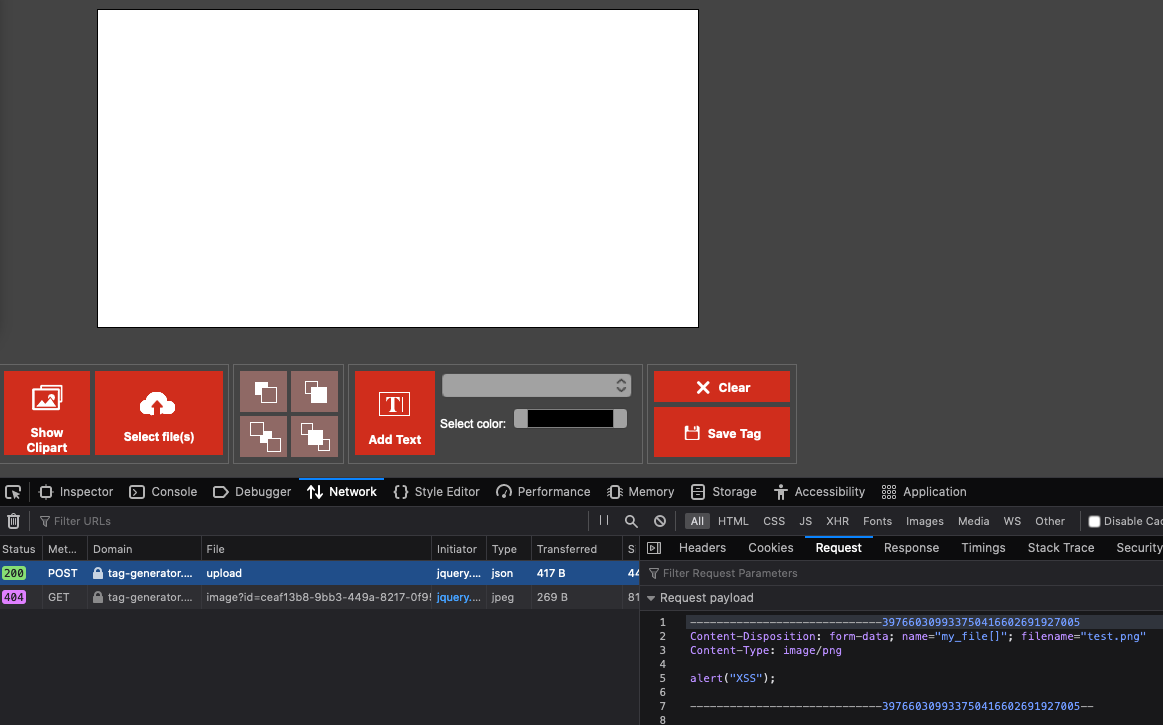 Show
Clipart
Select file(s)
T
Add Text
Select color:
Clear
Save Tag
Inspector Console Debugger Network Style Editor Performance Memory Storage Accessibility Application
Filter URLs
All HTML CSS JS XHR Fonts Images Media WS Other Disable Cac
Status Met... Domain File Initiator Type Transferred S
200 POST tag-generator.... upload jquery.... json 417 B 44
404 GET tag-generator.... image?id=ceaf13b8-9bb3-449a-8217-0f95 jquery.... jpeg 269 B 81
Headers Cookies Request Response Timings Stack Trace Security
Filter Request Parameters
Request payload
1 -----------------------------397660309933750416602691927005
2 Content-Disposition: form-data; name="my_file[]"; filename="test.png"
3 Content-Type: image/png
4
5 alert("XSS");
6
7 -----------------------------397660309933750416602691927005--
8